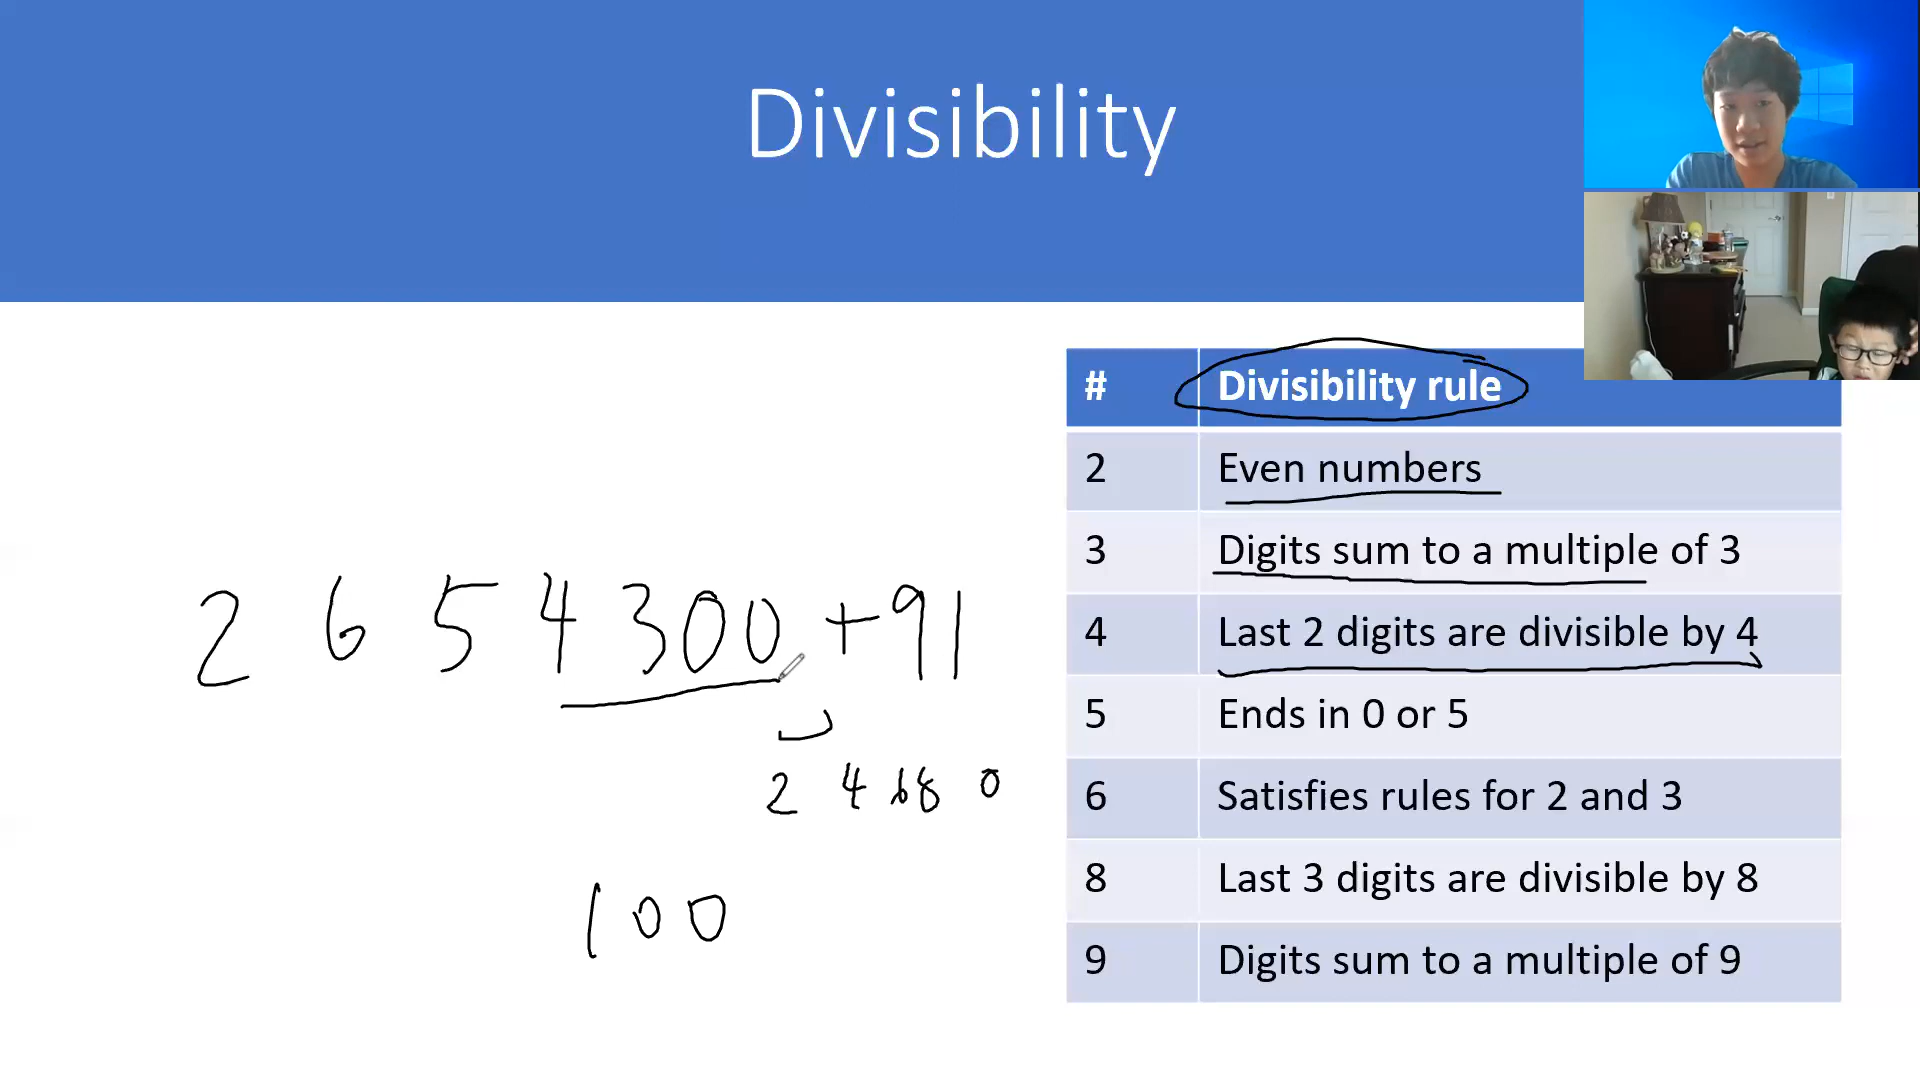 Divisibility
# Divisibility rule
2 Even numbers
3 Digits sum to a multiple of 3
4 Last 2 digits are divisible by 4
5 Ends in 0 or 5
6 Satisfies rules for 2 and 3
8 Last 3 digits are divisible by 8
9 Digits sum to a multiple of 9
2 6 5 4 3 0 0 + 9 1
2 4 6 8 0
1 0 0